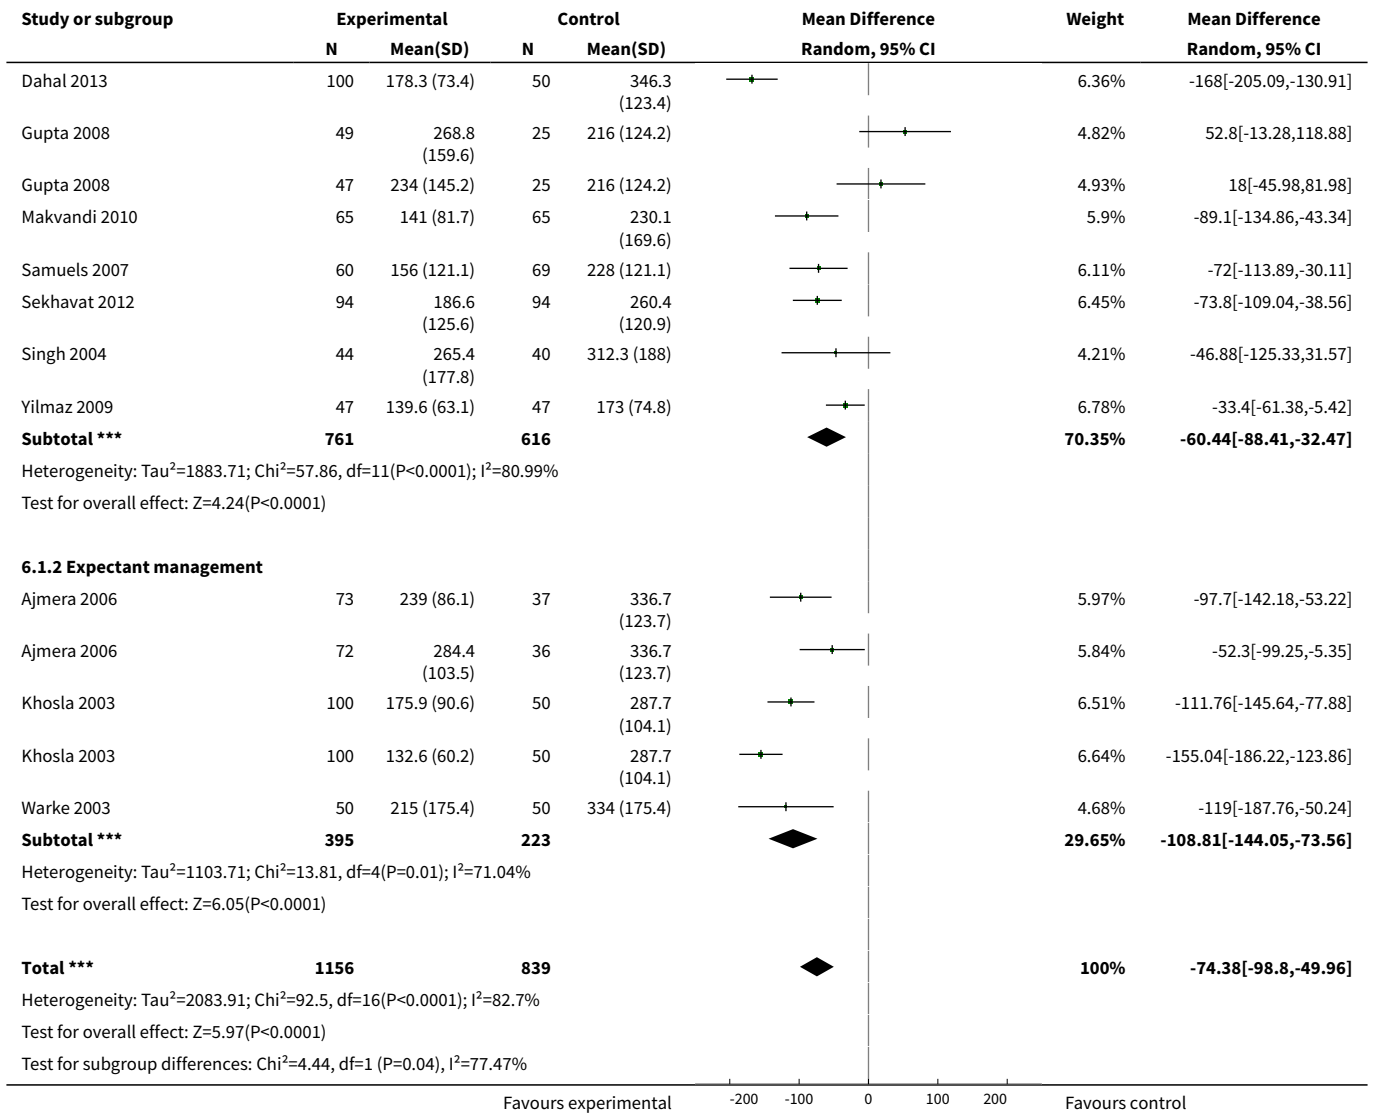 Study or subgroup Experimental Control Mean Difference Weight Mean Difference
N Mean(SD) N Mean(SD) Random, 95% CI Random, 95% CI
Dahal 2013 100 178.3 (73.4) 50 346.3 6.36% -168[-205.09,-130.91]
(123.4)
Gupta 2008 49 268.8 25 216 (124.2) 4.82% 52.8[-13.28,118.88]
(159.6)
Gupta 2008 47 234 (145.2) 25 216 (124.2) 4.93% 18[-45.98,81.98]
Makvandi 2010 65 141 (81.7) 65 230.1 5.9% -89.1[-134.86,-43.34]
(169.6)
Samuels 2007 60 156 (121.1) 69 228 (121.1) 6.11% -72[-113.89,-30.11]
Sekhavat 2012 94 186.6 94 260.4 6.45% -73.8[-109.04,-38.56]
(125.6) (120.9)
Singh 2004 44 265.4 40 312.3 (188) 4.21% -46.88[-125.33,31.57]
(177.8)
Yilmaz 2009 47 139.6 (63.1) 47 173 (74.8) 6.78% -33.4[-61.38,-5.42]
Subtotal *** 761 616 70.35% -60.44[-88.41,-32.47]
Heterogeneity: Tau²=1883.71; Chi²=57.86, df=11(P<0.0001); I²=80.99%
Test for overall effect: Z=4.24(P<0.0001)
6.1.2 Expectant management
Ajmera 2006 73 239 (86.1) 37 336.7 5.97% -97.7[-142.18,-53.22]
(123.7)
Ajmera 2006 72 284.4 36 336.7 5.84% -52.3[-99.25,-5.35]
(103.5) (123.7)
Khosla 2003 100 175.9 (90.6) 50 287.7 6.51% -111.76[-145.64,-77.88]
(104.1)
Khosla 2003 100 132.6 (60.2) 50 287.7 6.64% -155.04[-186.22,-123.86]
(104.1)
Warke 2003 50 215 (175.4) 50 334 (175.4) 4.68% -119[-187.76,-50.24]
Subtotal *** 395 223 29.65% -108.81[-144.05,-73.56]
Heterogeneity: Tau²=1103.71; Chi²=13.81, df=4(P=0.01); I²=71.04%
Test for overall effect: Z=6.05(P<0.0001)
Total *** 1156 839 100% -74.38[-98.8,-49.96]
Heterogeneity: Tau²=2083.91; Chi²=92.5, df=16(P<0.0001); I²=82.7%
Test for overall effect: Z=5.97(P<0.0001)
Test for subgroup differences: Chi²=4.44, df=1 (P=0.04), I²=77.47%
Favours experimental -200 -100 0 100 200 Favours control